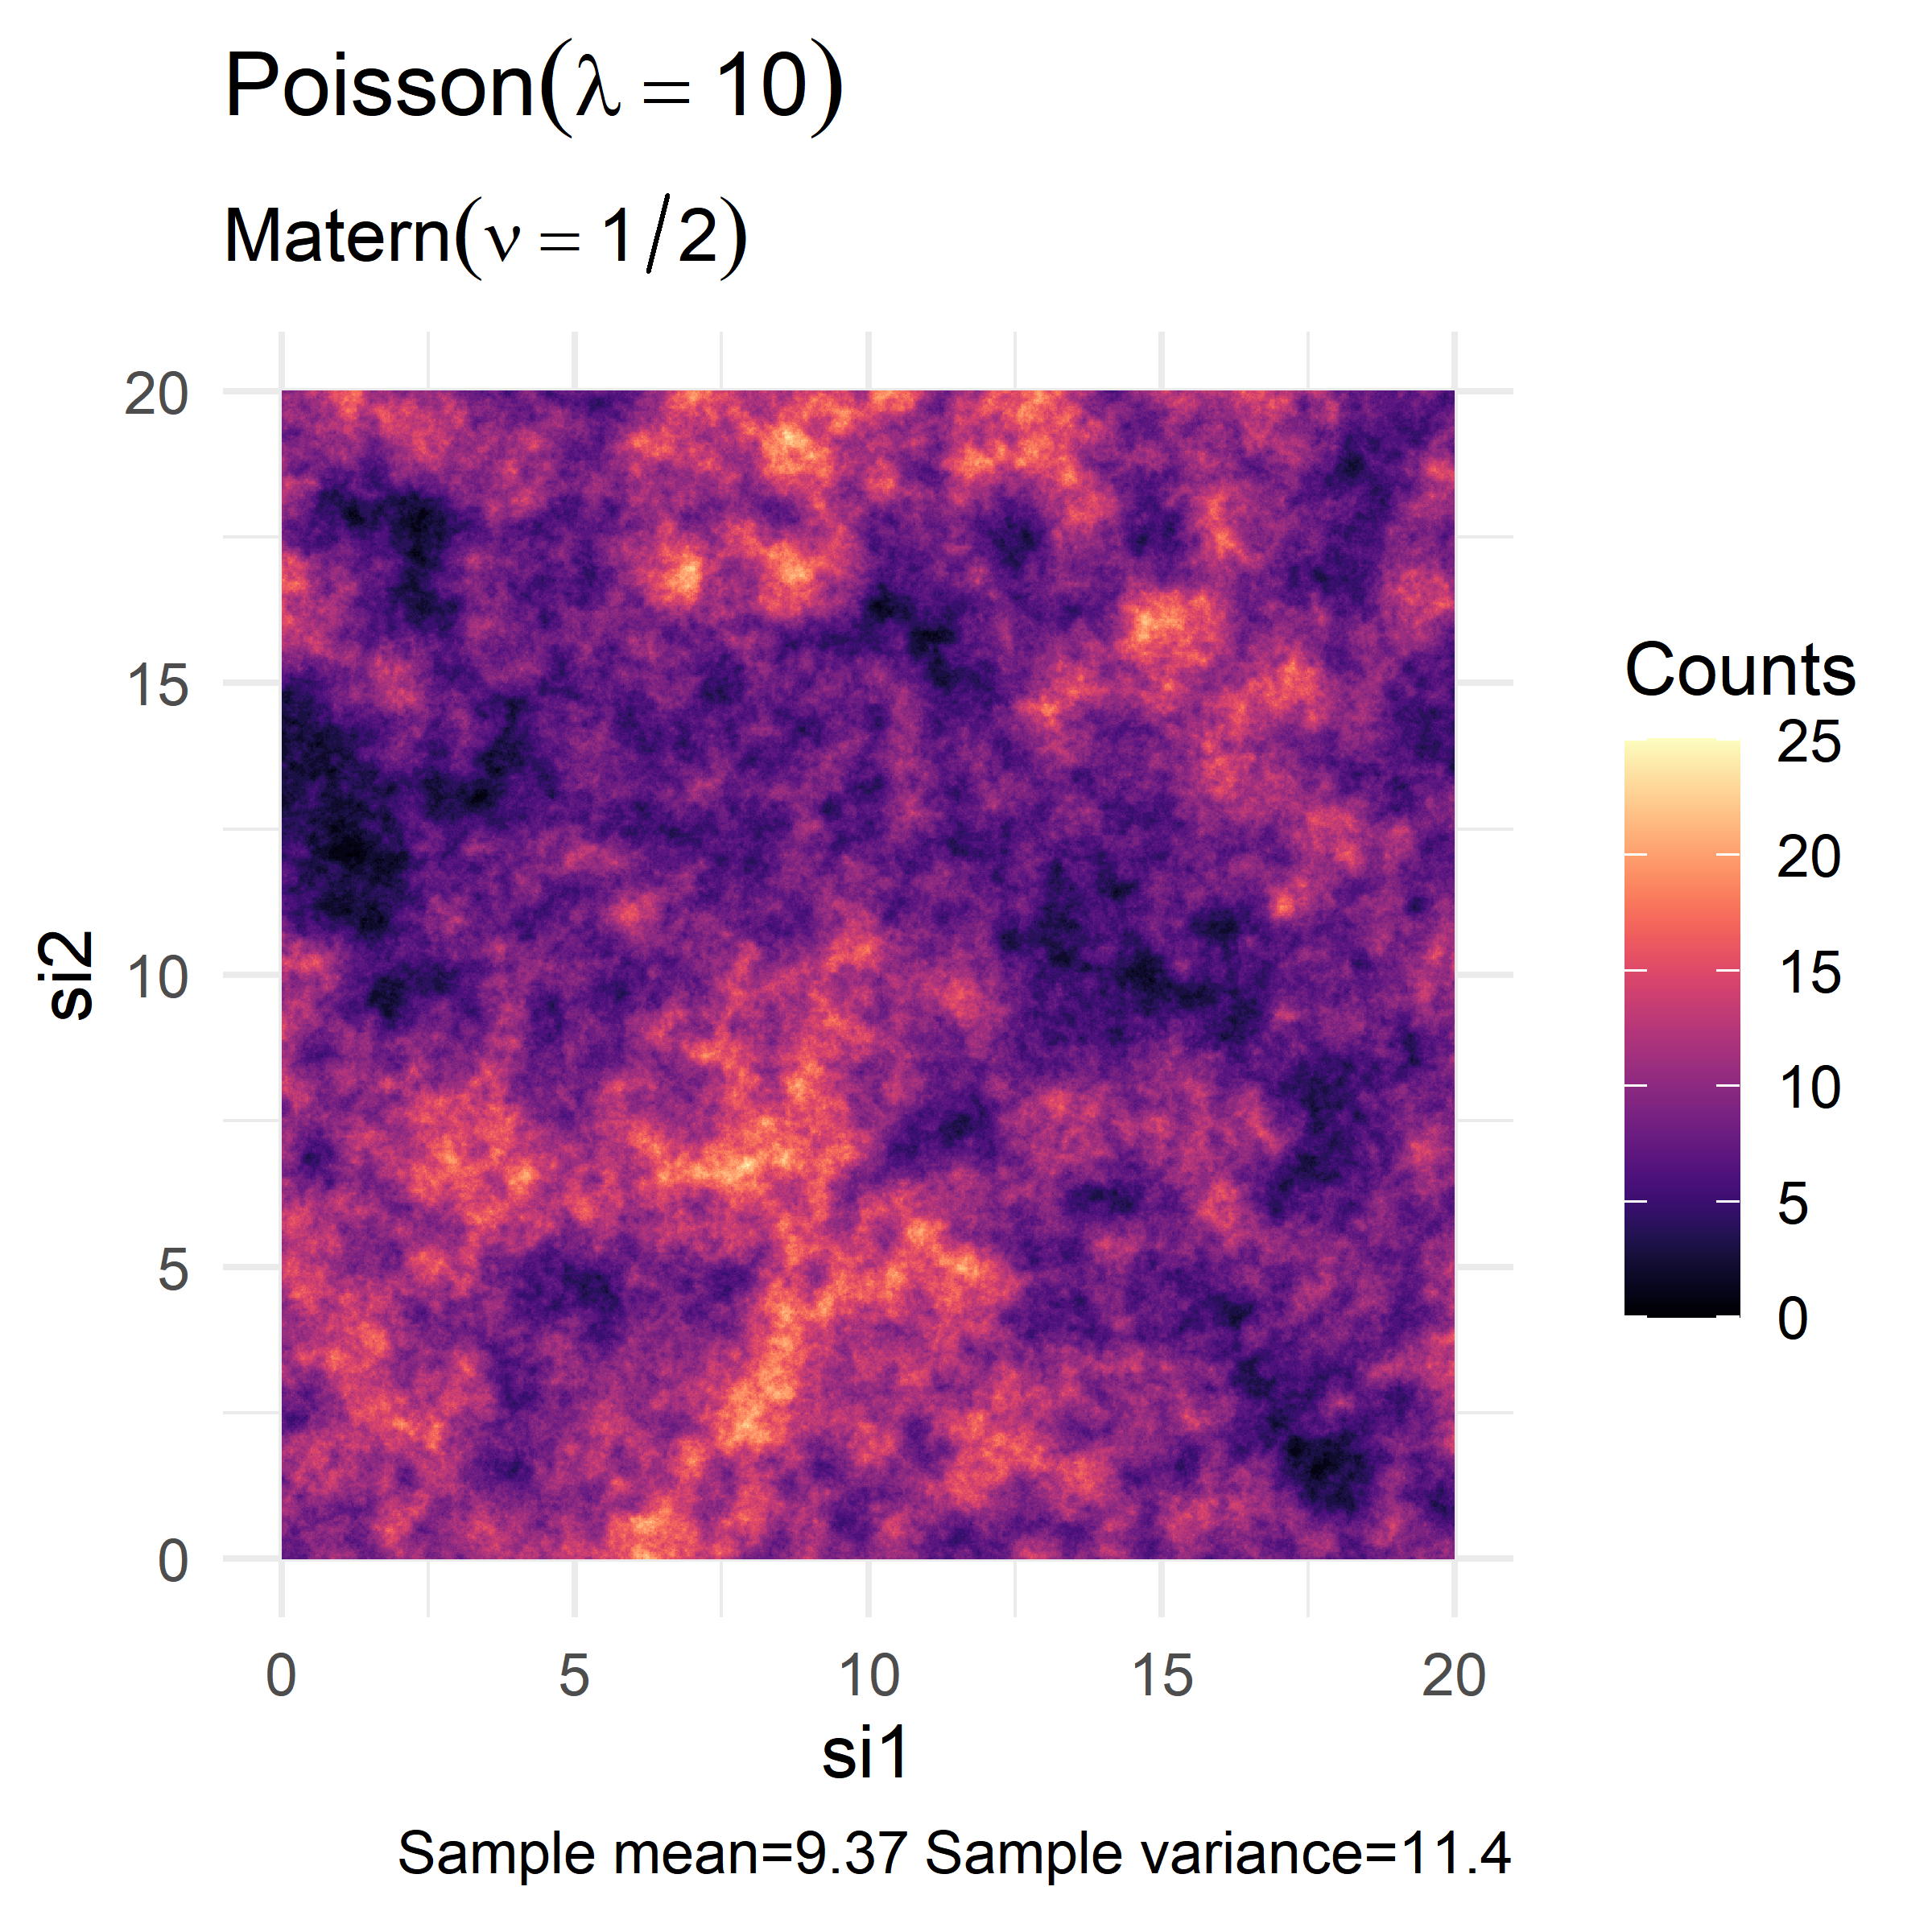 Poisson(λ = 10)
Matern(ν = 1/2)
20
15
10
5
0
si2
0 5 10 15 20
si1
Counts
25
20
15
10
5
0
Sample mean=9.37 Sample variance=11.4